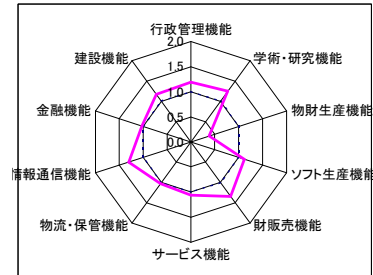 行政管理機能
2.0
建設機能
学術・研究機能
1.5
1.0
金融機能
物財生産機能
0.5
0.0
情報通信機能
ソフト生産機能
物流・保管機能
財販売機能
サービス機能